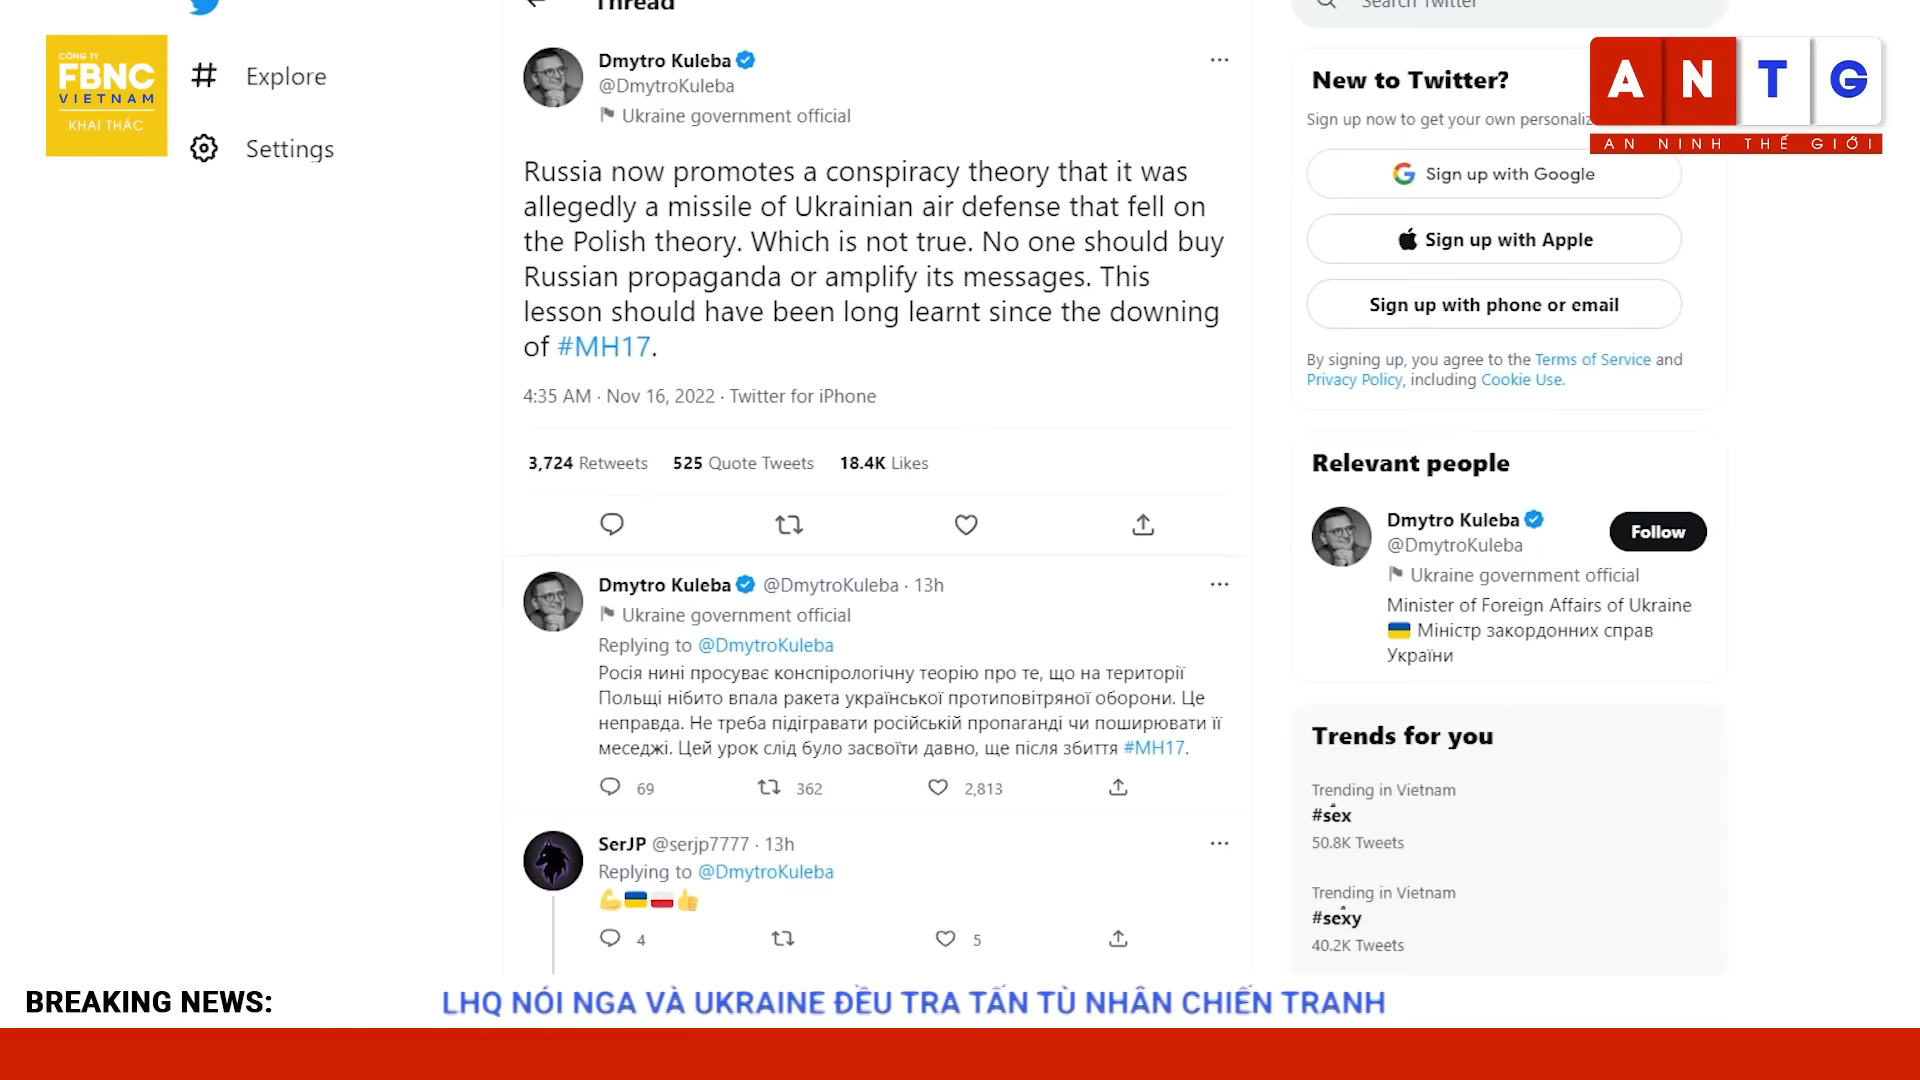 Thread
Search Twitter
CÔNG TY
FBNC
VIETNAM
KHAI THÁC
Explore
Settings
Dmytro Kuleba
@DmytroKuleba
Ukraine government official
Russia now promotes a conspiracy theory that it was
allegedly a missile of Ukrainian air defense that fell on
the Polish theory. Which is not true. No one should buy
Russian propaganda or amplify its messages. This
lesson should have been long learnt since the downing
of #MH17.
4:35 AM · Nov 16, 2022 · Twitter for iPhone
3,724 Retweets 525 Quote Tweets 18.4K Likes
Dmytro Kuleba @DmytroKuleba · 13h
Ukraine government official
Replying to @DmytroKuleba
Росія нині просуває конспірологічну теорію про те, що на території
Польщі нібито впала ракета української протиповітряної оборони. Це
неправда. Не треба підігравати російській пропаганді чи поширювати її
меседжі. Цей урок слід було засвоїти давно, ще після збиття #MH17.
69 362 2,813
SerJP @serjp7777 · 13h
Replying to @DmytroKuleba
4 5
New to Twitter?
Sign up now to get your own personaliz
ANTG
AN NINH THẾ GIỚI
Sign up with Google
Sign up with Apple
Sign up with phone or email
By signing up, you agree to the Terms of Service and
Privacy Policy, including Cookie Use.
Relevant people
Dmytro Kuleba
@DmytroKuleba
Follow
Ukraine government official
Minister of Foreign Affairs of Ukraine
Міністр закордонних справ
України
Trends for you
Trending in Vietnam
#sẻx
50.8K Tweets
Trending in Vietnam
#sẻxy
40.2K Tweets
BREAKING NEWS:
LHQ NÓI NGA VÀ UKRAINE ĐỀU TRA TẤN TÙ NHÂN CHIẾN TRANH